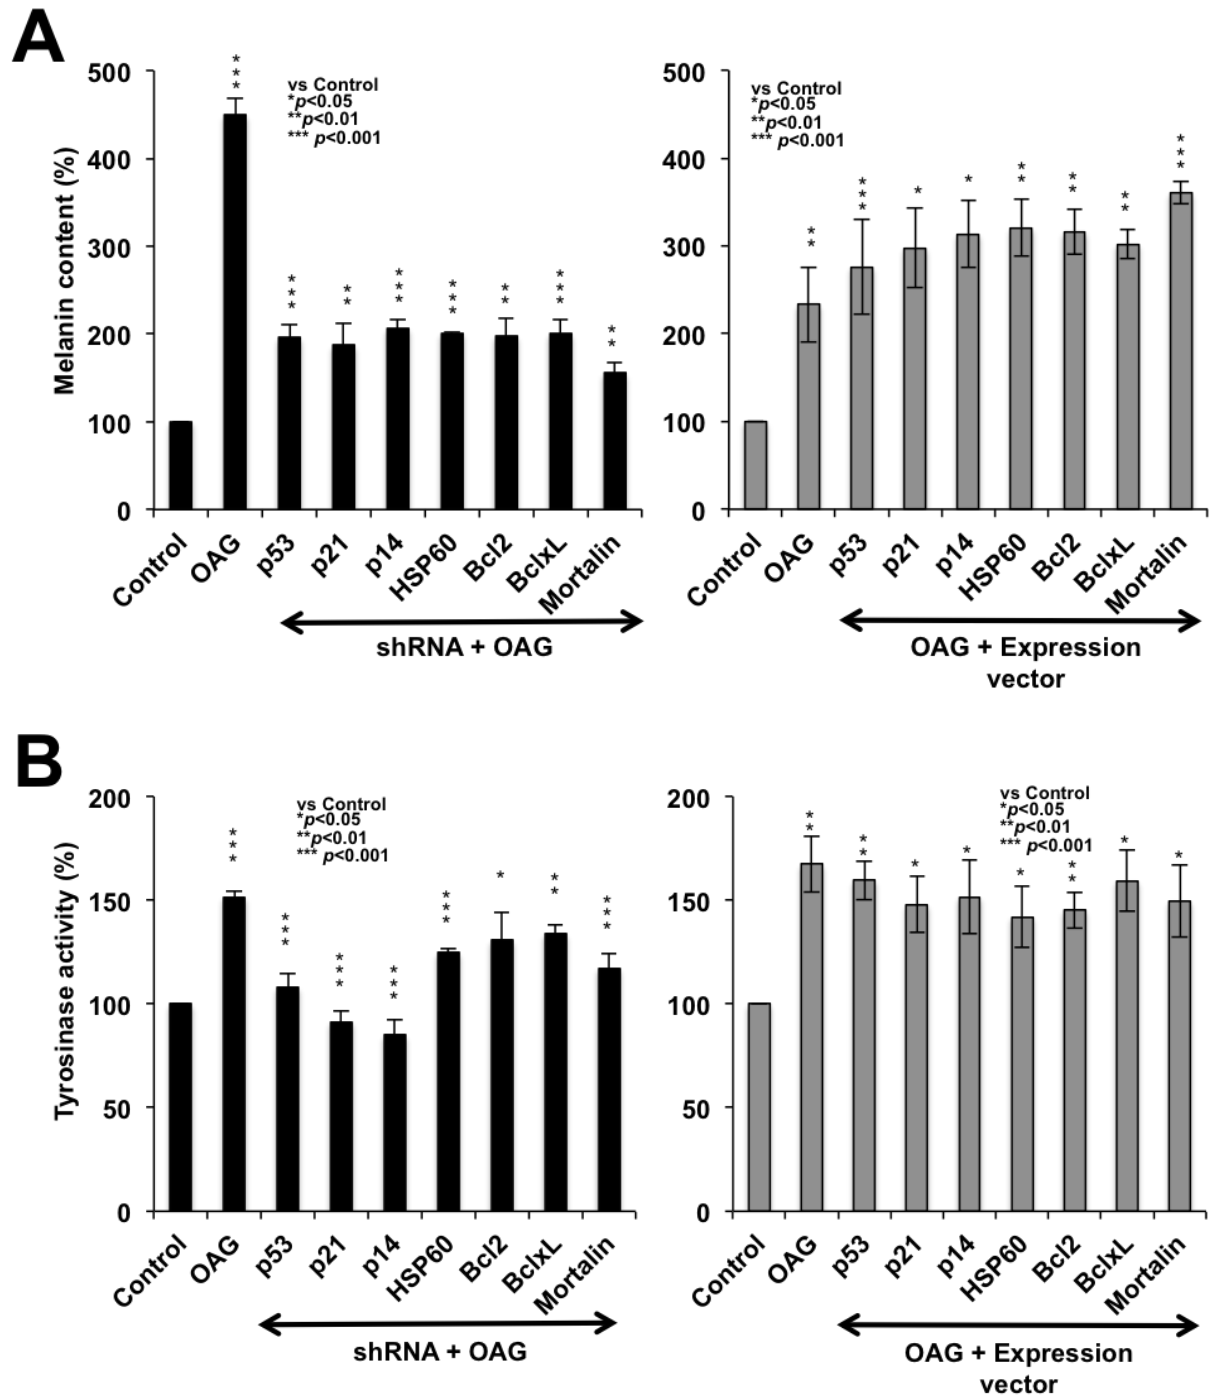 A
Melanin content (%)
500
400
300
200
100
0
vs Control
*p<0.05
**p<0.01
*** p<0.001
***
***
**
***
***
**
***
**
Control
OAG
p53
p21
p14
HSP60
Bcl2
BclxL
Mortalin
shRNA + OAG
500
400
300
200
100
0
vs Control
*p<0.05
**p<0.01
*** p<0.001
**
***
*
*
**
**
**
***
Control
OAG
p53
p21
p14
HSP60
Bcl2
BclxL
Mortalin
OAG + Expression
vector
B
Tyrosinase activity (%)
200
150
100
50
0
vs Control
*p<0.05
**p<0.01
*** p<0.001
***
***
***
***
***
*
**
***
Control
OAG
p53
p21
p14
HSP60
Bcl2
BclxL
Mortalin
shRNA + OAG
200
150
100
50
0
vs Control
*p<0.05
**p<0.01
*** p<0.001
**
**
*
*
*
**
*
*
Control
OAG
p53
p21
p14
HSP60
Bcl2
BclxL
Mortalin
OAG + Expression
vector